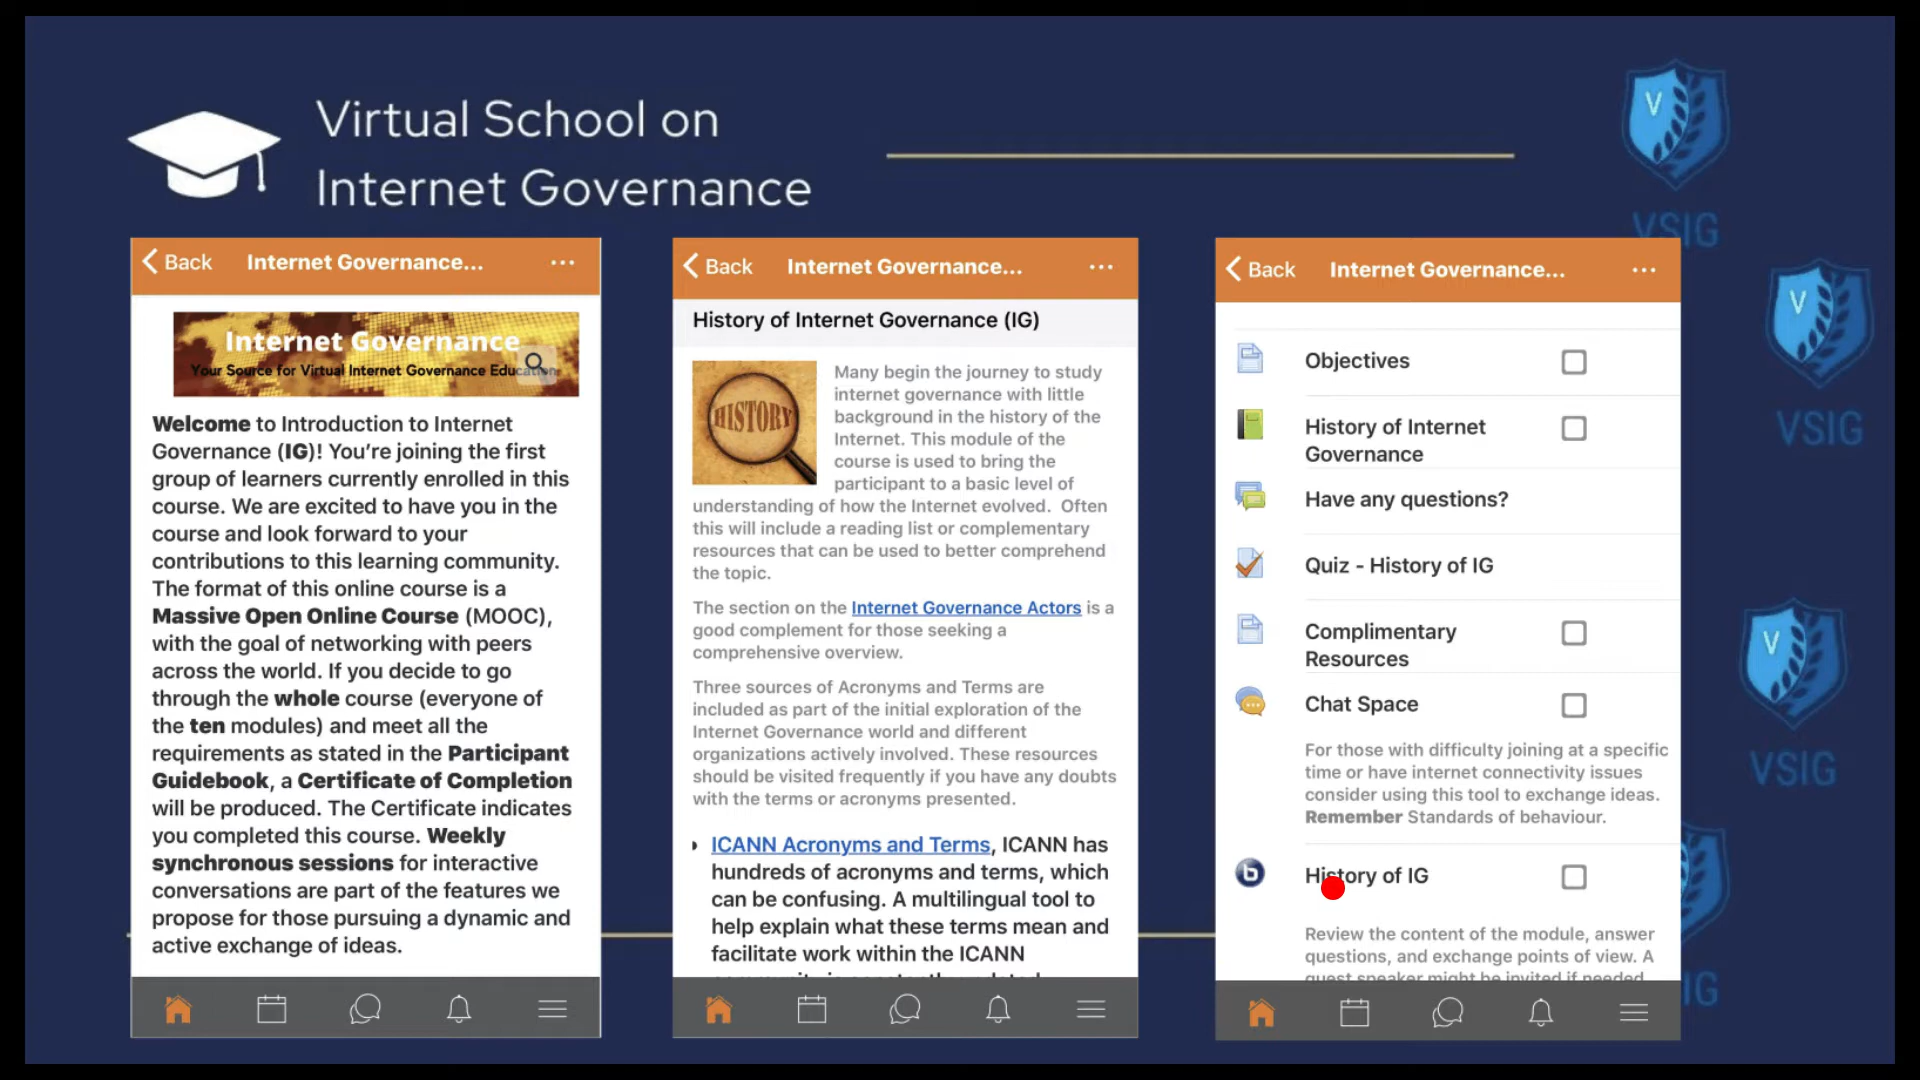 Virtual School on
Internet Governance
V
VSIG
V
VSIG
V
VSIG
IG
Back Internet Governance... ...
Internet Governance
Your Source for Virtual Internet Governance Education
Welcome to Introduction to Internet
Governance (IG)! You're joining the first
group of learners currently enrolled in this
course. We are excited to have you in the
course and look forward to your
contributions to this learning community.
The format of this online course is a
Massive Open Online Course (MOOC),
with the goal of networking with peers
across the world. If you decide to go
through the whole course (everyone of
the ten modules) and meet all the
requirements as stated in the Participant
Guidebook, a Certificate of Completion
will be produced. The Certificate indicates
you completed this course. Weekly
synchronous sessions for interactive
conversations are part of the features we
propose for those pursuing a dynamic and
active exchange of ideas.
Back Internet Governance... ...
History of Internet Governance (IG)
HISTORY
Many begin the journey to study
internet governance with little
background in the history of the
Internet. This module of the
course is used to bring the
participant to a basic level of
understanding of how the Internet evolved. Often
this will include a reading list or complementary
resources that can be used to better comprehend
the topic.
The section on the Internet Governance Actors is a
good complement for those seeking a
comprehensive overview.
Three sources of Acronyms and Terms are
included as part of the initial exploration of the
Internet Governance world and different
organizations actively involved. These resources
should be visited frequently if you have any doubts
with the terms or acronyms presented.
ICANN Acronyms and Terms, ICANN has
hundreds of acronyms and terms, which
can be confusing. A multilingual tool to
help explain what these terms mean and
facilitate work within the ICANN
Back Internet Governance... ...
Objectives
History of Internet
Governance
Have any questions?
Quiz - History of IG
Complimentary
Resources
Chat Space
For those with difficulty joining at a specific
time or have internet connectivity issues
consider using this tool to exchange ideas.
Remember Standards of behaviour.
b
History of IG
Review the content of the module, answer
questions, and exchange points of view. A
guest speaker might be invited if needed